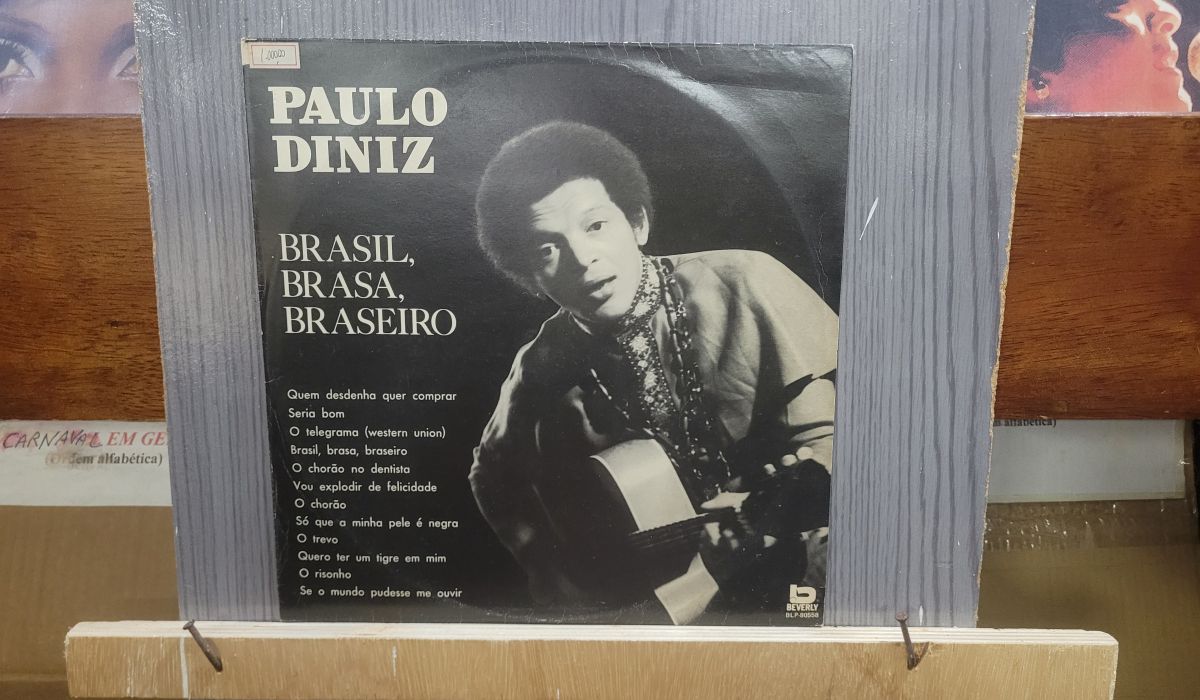 PAULO
DINIZ
BRASIL,
BRASA,
BRASEIRO
Quem desdenha quer comprar
Seria bom
O telegrama (western union)
Brasil, brasa, braseiro
O chorão no dentista
Vou explodir de felicidade
O chorão
Só que a minha pele é negra
O trevo
Quero ter um tigre em mim
O risonho
Se o mundo pudesse me ouvir
b
BEVERLY
BLP-80558
CARNAVAL EM GE
(Ordem alfabética)
alfabética)